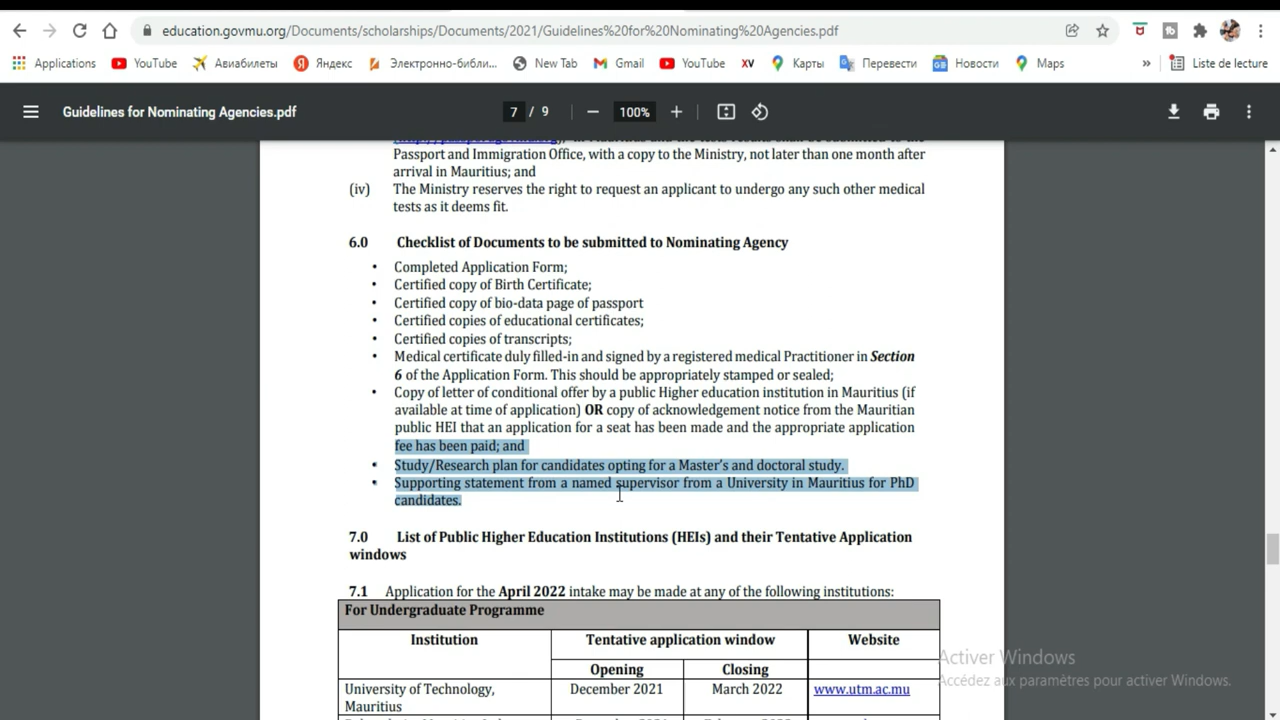 education.govmu.org/Documents/scholarships/Documents/2021/Guidelines%20for%20Nominating%20Agencies.pdf
Applications YouTube Авиабилеты Яндекс Электронно-библи... New Tab Gmail YouTube XV Карты Перевести Новости Maps » Liste de lecture
Guidelines for Nominating Agencies.pdf 7 / 9 — 100% +
Passport and Immigration Office, with a copy to the Ministry, not later than one month after
arrival in Mauritius; and
(iv) The Ministry reserves the right to request an applicant to undergo any such other medical
tests as it deems fit.
6.0 Checklist of Documents to be submitted to Nominating Agency
• Completed Application Form;
• Certified copy of Birth Certificate;
• Certified copy of bio-data page of passport
• Certified copies of educational certificates;
• Certified copies of transcripts;
• Medical certificate duly filled-in and signed by a registered medical Practitioner in Section
6 of the Application Form. This should be appropriately stamped or sealed;
• Copy of letter of conditional offer by a public Higher education institution in Mauritius (if
available at time of application) OR copy of acknowledgement notice from the Mauritian
public HEI that an application for a seat has been made and the appropriate application
fee has been paid; and
• Study/Research plan for candidates opting for a Master's and doctoral study.
• Supporting statement from a named supervisor from a University in Mauritius for PhD
candidates.
7.0 List of Public Higher Education Institutions (HEIs) and their Tentative Application
windows
7.1 Application for the April 2022 intake may be made at any of the following institutions:
For Undergraduate Programme
Institution Tentative application window Website
Opening Closing
University of Technology, December 2021 March 2022 www.utm.ac.mu
Mauritius
Activer Windows
Accédez aux paramètres pour activer Windows.